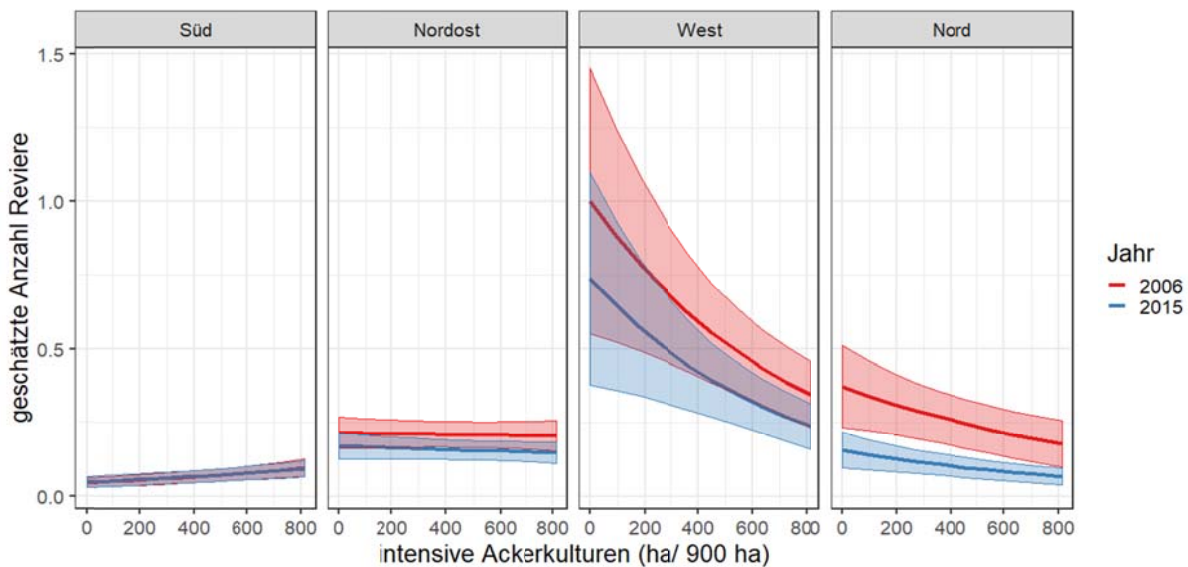 Süd Nordost West Nord
1.5
1.0
0.5
0.0
geschätzte Anzahl Reviere
0 200 400 600 800 0 200 400 600 800 0 200 400 600 800 0 200 400 600 800
intensive Ackerkulturen (ha/ 900 ha)
Jahr
2006
2015